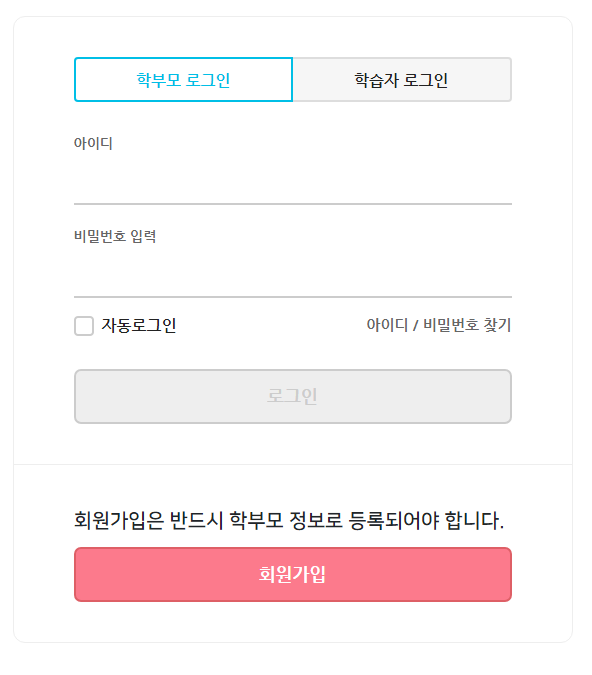 학부모 로그인 학습자 로그인
아이디
비밀번호 입력
자동로그인 아이디 / 비밀번호 찾기
로그인
회원가입은 반드시 학부모 정보로 등록되어야 합니다.
회원가입